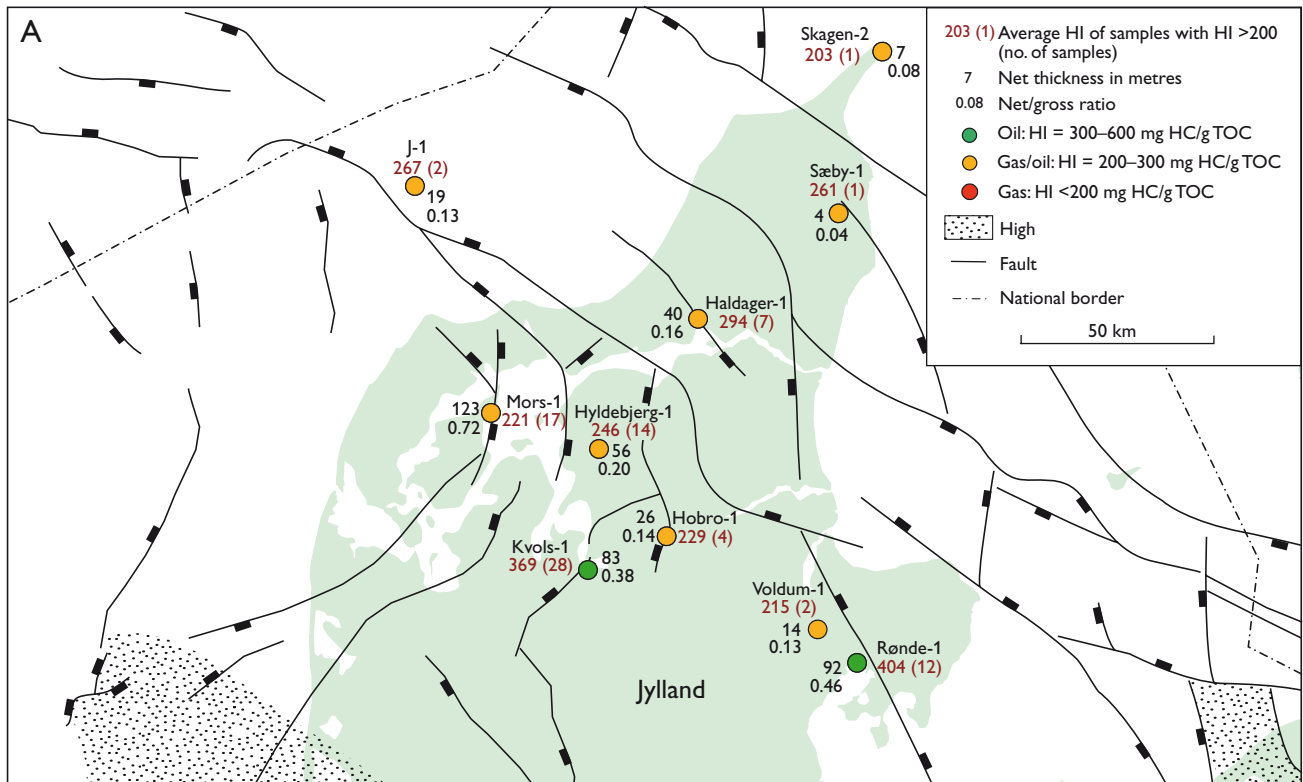 A
Skagen-2
203 (1)
7
0.08
J-1
267 (2)
19
0.13
Sæby-1
261 (1)
4
0.04
Haldager-1
294 (7)
40
0.16
Mors-1
221 (17)
123
0.72
Hyldebjerg-1
246 (14)
56
0.20
Hobro-1
229 (4)
26
0.14
Kvols-1
369 (28)
83
0.38
Voldum-1
215 (2)
14
0.13
Rønde-1
404 (12)
92
0.46
Jylland
203 (1) Average HI of samples with HI >200
(no. of samples)
7 Net thickness in metres
0.08 Net/gross ratio
Oil: HI = 300–600 mg HC/g TOC
Gas/oil: HI = 200–300 mg HC/g TOC
Gas: HI <200 mg HC/g TOC
High
Fault
National border
50 km